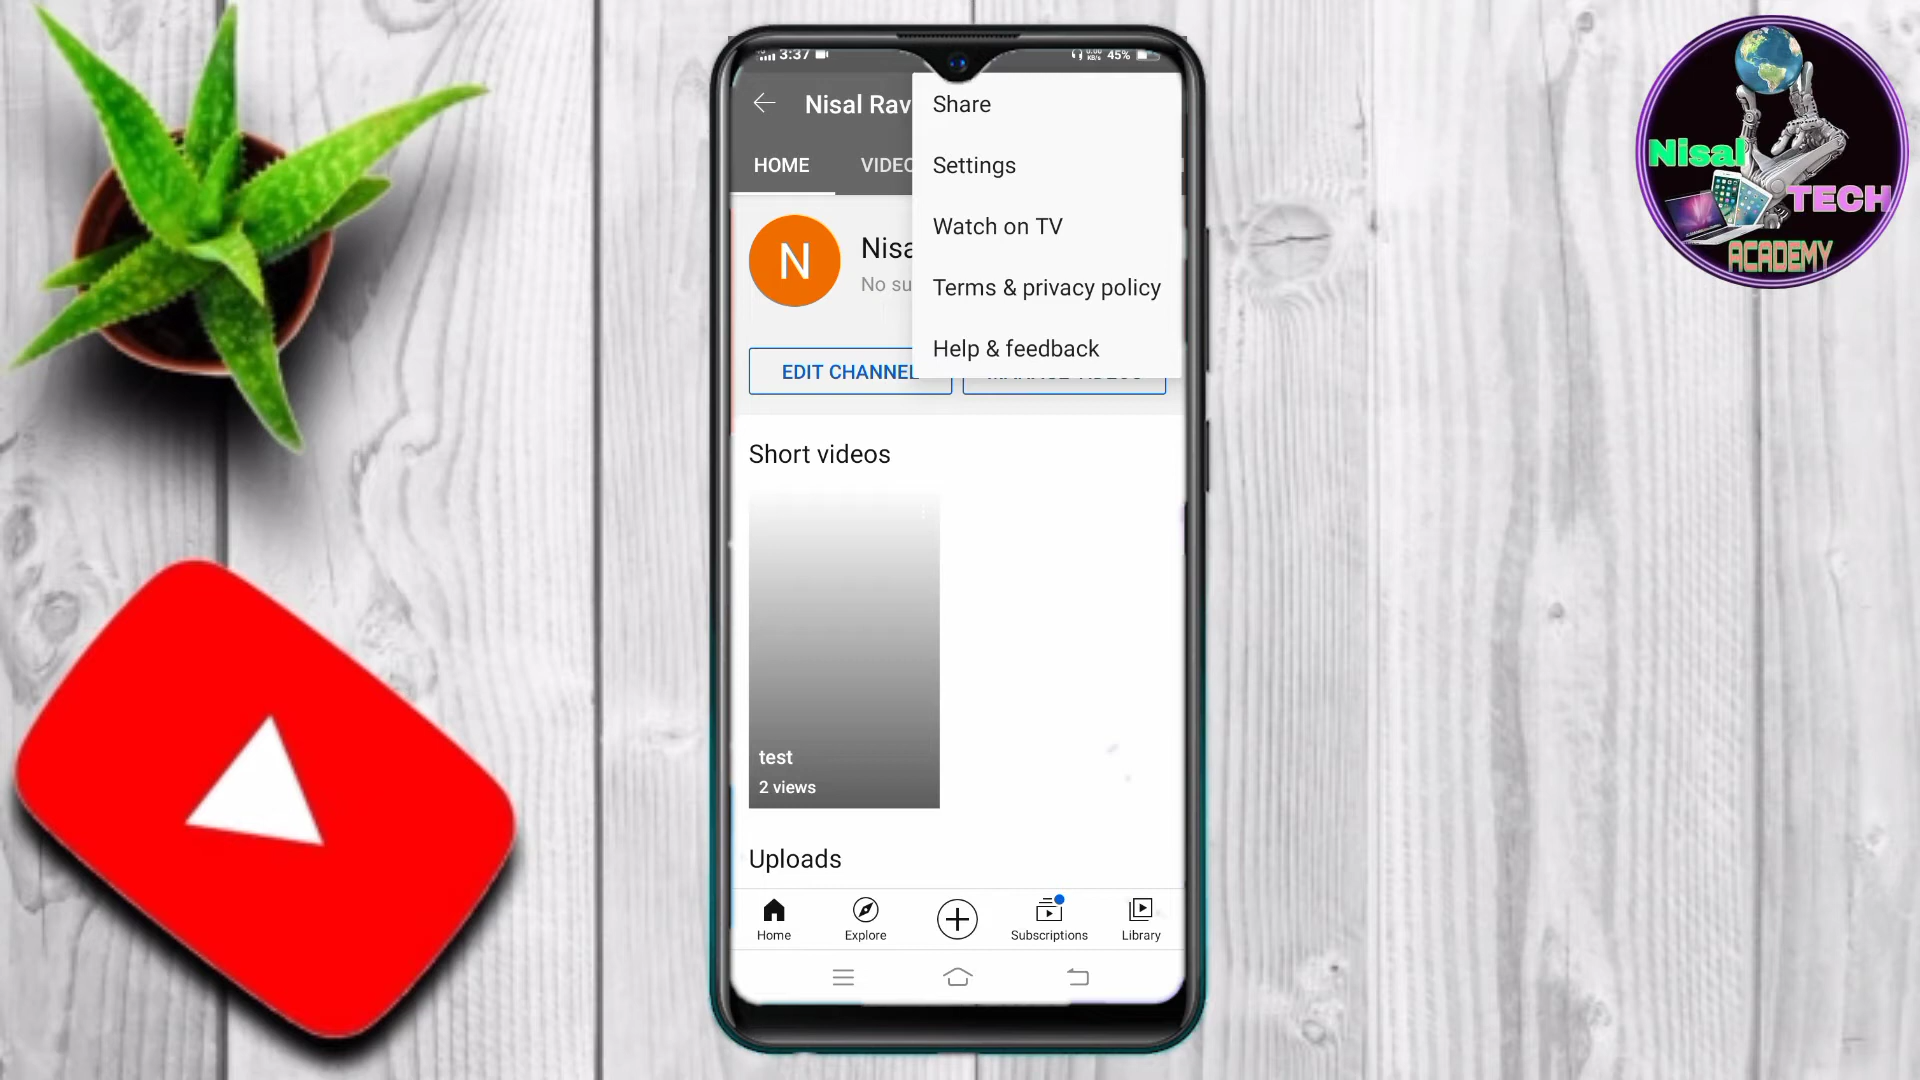 3:37
45%
Nisal Rav
HOME
VIDEO
Share
Settings
Watch on TV
Terms & privacy policy
Help & feedback
N
Nisa
No su
EDIT CHANNEL
Short videos
test
2 views
Uploads
Home
Explore
Subscriptions
Library
Nisal
TECH
ACADEMY